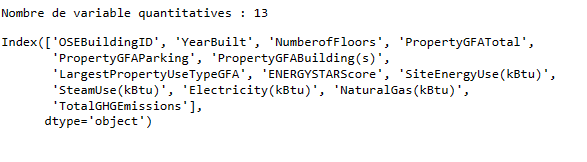 Nombre de variable quantitatives : 13
Index(['OSEBuildingID', 'YearBuilt', 'NumberofFloors', 'PropertyGFATotal',
'PropertyGFAParking', 'PropertyGFABuilding(s)',
'LargestPropertyUseTypeGFA', 'ENERGYSTARScore', 'SiteEnergyUse(kBtu)',
'SteamUse(kBtu)', 'Electricity(kBtu)', 'NaturalGas(kBtu)',
'TotalGHGEmissions'],
dtype='object')